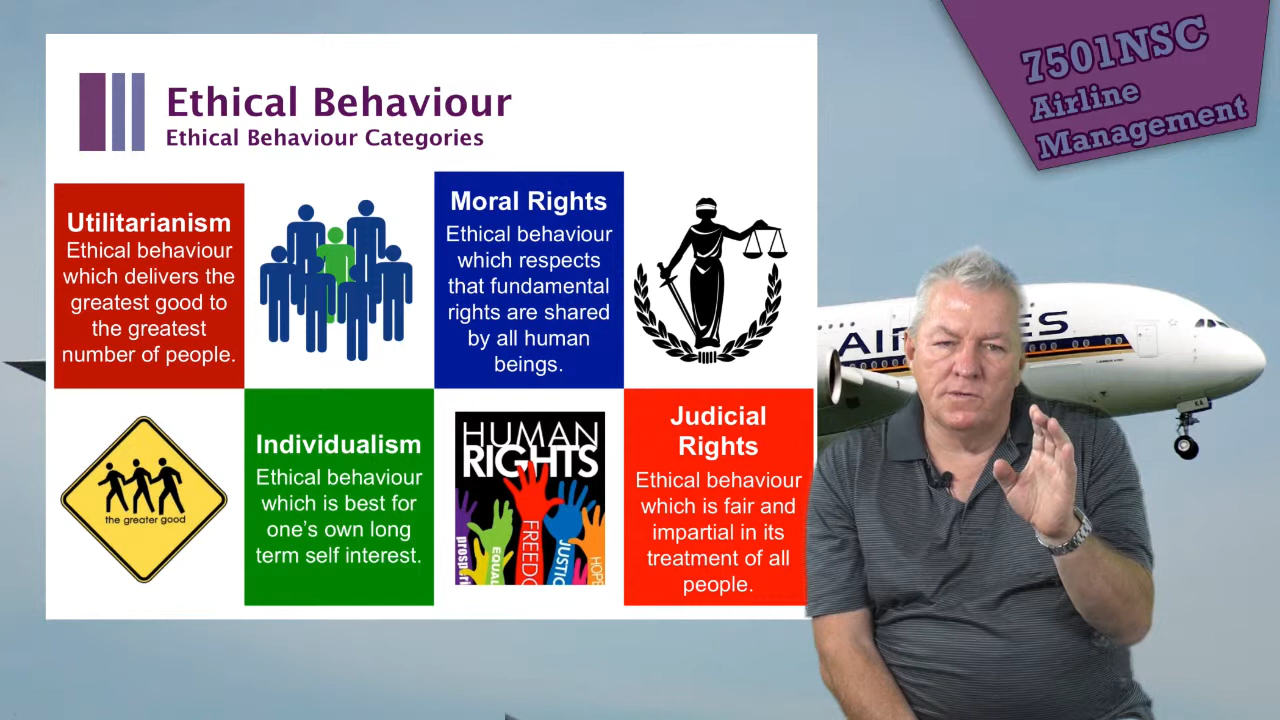 7501NSC
Airline
Management
Ethical Behaviour
Ethical Behaviour Categories
Utilitarianism
Ethical behaviour
which delivers the
greatest good to
the greatest
number of people.
Moral Rights
Ethical behaviour
which respects
that fundamental
rights are shared
by all human
beings.
the greater good
Individualism
Ethical behaviour
which is best for
one's own long
term self interest.
HUMAN
RIGHTS
FREEDO
JUSTIC
HOPE
EQUAL
prosperi
Judicial
Rights
Ethical behaviour
which is fair and
impartial in its
treatment of all
people.